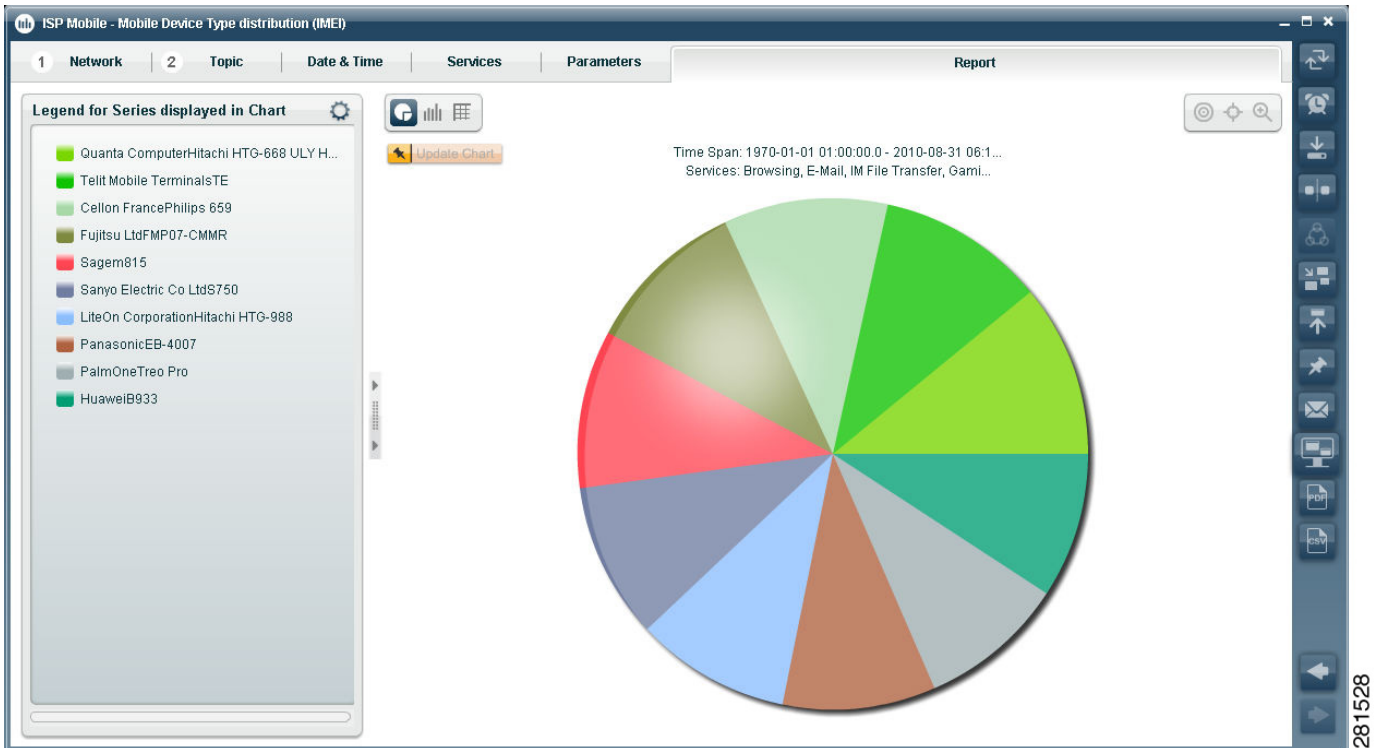 ISP Mobile - Mobile Device Type distribution (IMEI)
1 Network 2 Topic Date & Time Services Parameters Report
Legend for Series displayed in Chart
Quanta ComputerHitachi HTG-668 ULY H...
Telit Mobile TerminalsTE
Cellon FrancePhilips 659
Fujitsu LtdFMP07-CMMR
Sagem815
Sanyo Electric Co LtdS750
LiteOn CorporationHitachi HTG-988
PanasonicEB-4007
PalmOneTreo Pro
HuaweiB933
Update Chart
Time Span: 1970-01-01 01:00:00.0 - 2010-08-31 06:1...
Services: Browsing, E-Mail, IM File Transfer, Gami...
PDF
CSV
281528